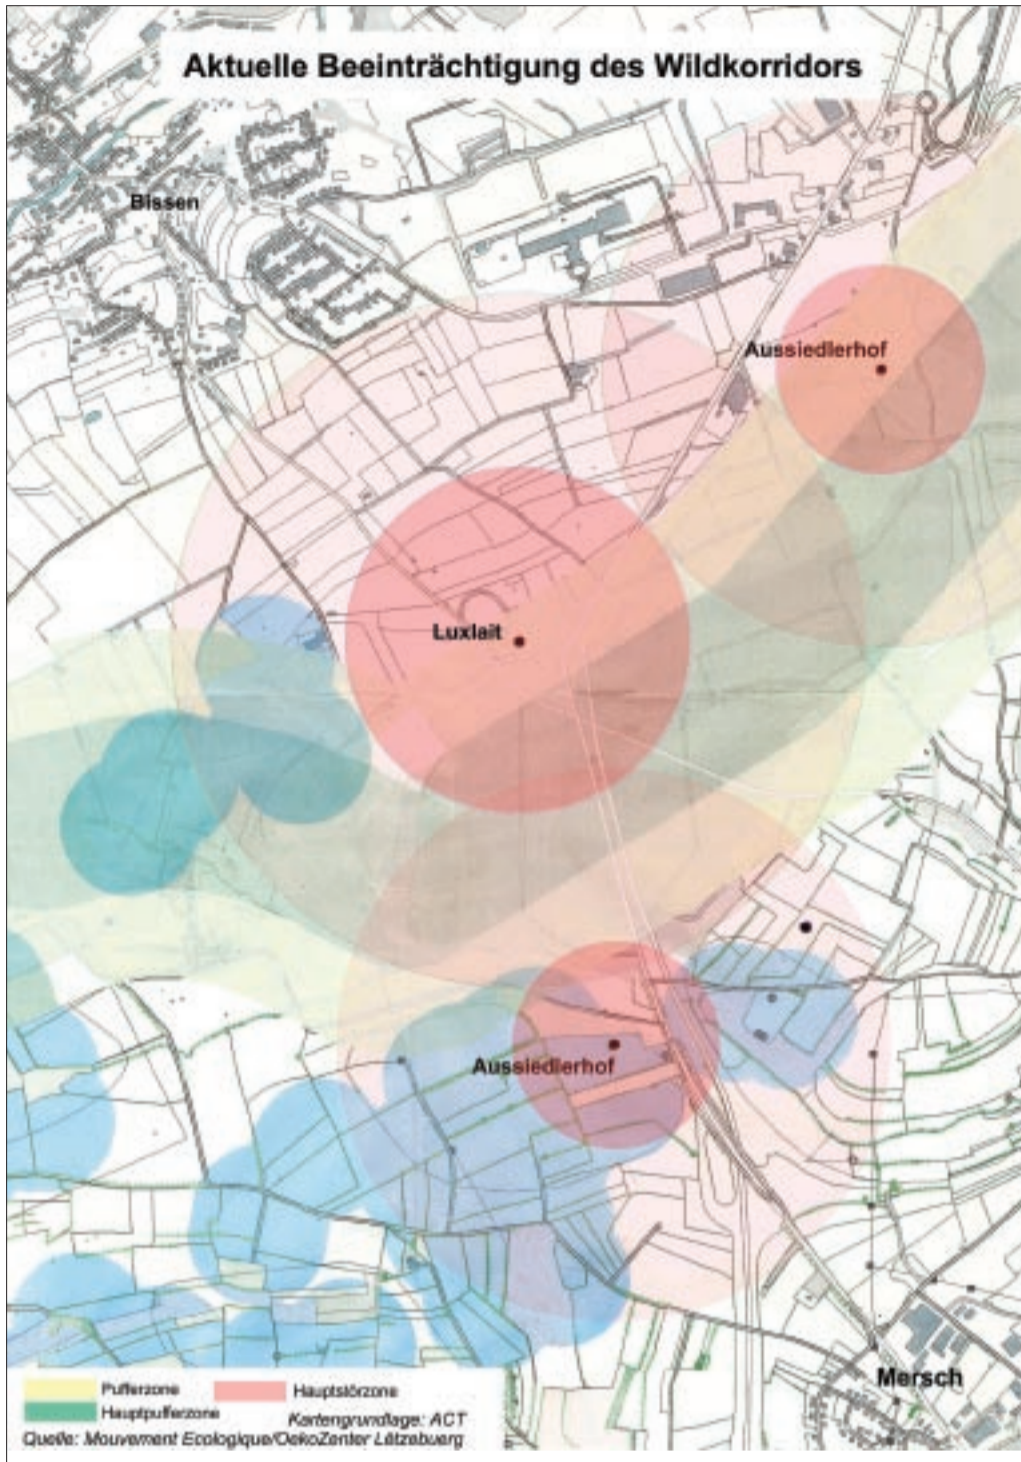 Aktuelle Beeinträchtigung des Wildkorridors
Bissen
Aussiedlerhof
Luxlait
Aussiedlerhof
Mersch
Pufferzone
Hauptstörzone
Hauptpufferzone
Kartengrundlage: ACT
Quelle: Mouvement Ecologique/OekoZenter Lëtzebuerg